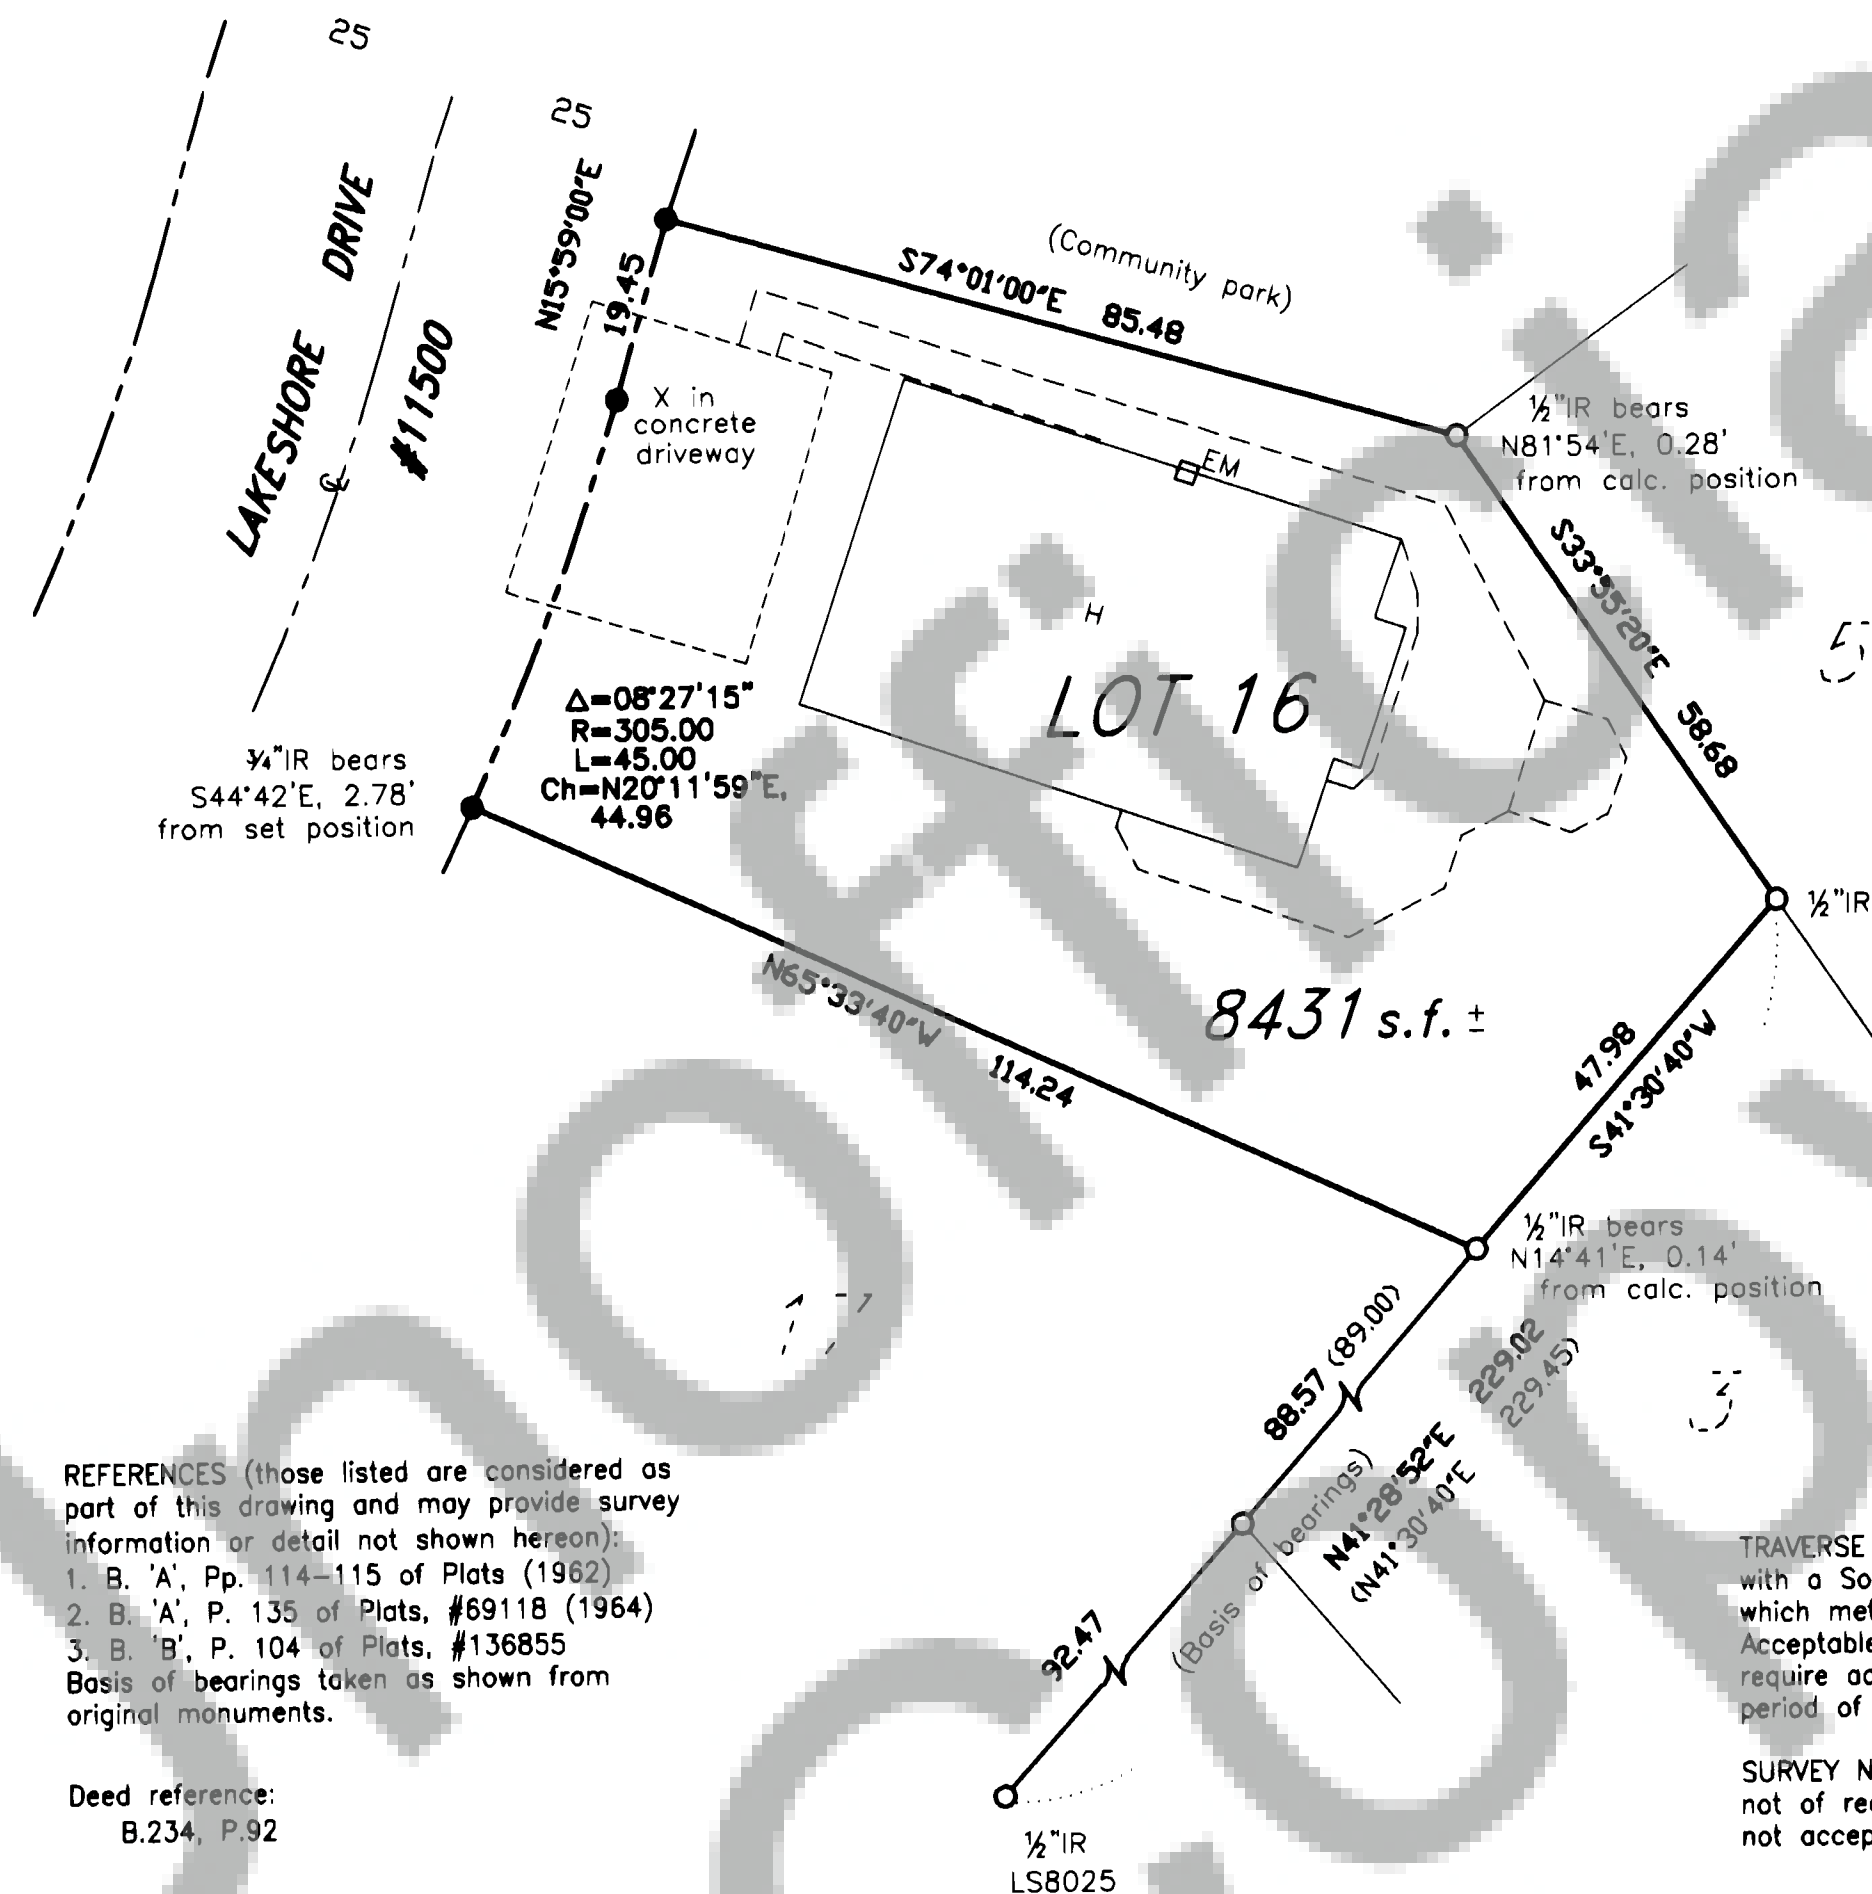 25
25
LAKESHORE DRIVE
℄
#11500
N15°59'00"E
19.45
(Community park)
S74°01'00"E 85.48
X in
concrete
driveway
EM
½"IR bears
N81°54'E, 0.28'
from calc. position
S33°55'20"E 58.68
H
LOT 16
5
Δ=08°27'15"
R=305.00
L=45.00
Ch=N20°11'59"E,
44.96
¾"IR bears
S44°42'E, 2.78'
from set position
½"IR
N65°33'40"W 114.24
8431 s.f. ±
47.98
S41°30'40"W
½"IR bears
N14°41'E, 0.14'
from calc. position
88.57 (89.00)
229.02
229.45)
N41°28'52"E
(N41°30'40"E
(Basis of bearings)
92.47
½"IR
LS8025
REFERENCES (those listed are considered as
part of this drawing and may provide survey
information or detail not shown hereon):
1. B. 'A', Pp. 114-115 of Plats (1962)
2. B. 'A', P. 135 of Plats, #69118 (1964)
3. B. 'B', P. 104 of Plats, #136855
Basis of bearings taken as shown from
original monuments.
Deed reference:
B.234, P.92
TRAVERSE
with a So
which met
Acceptable
require ad
period of
SURVEY N
not of rec
not accep